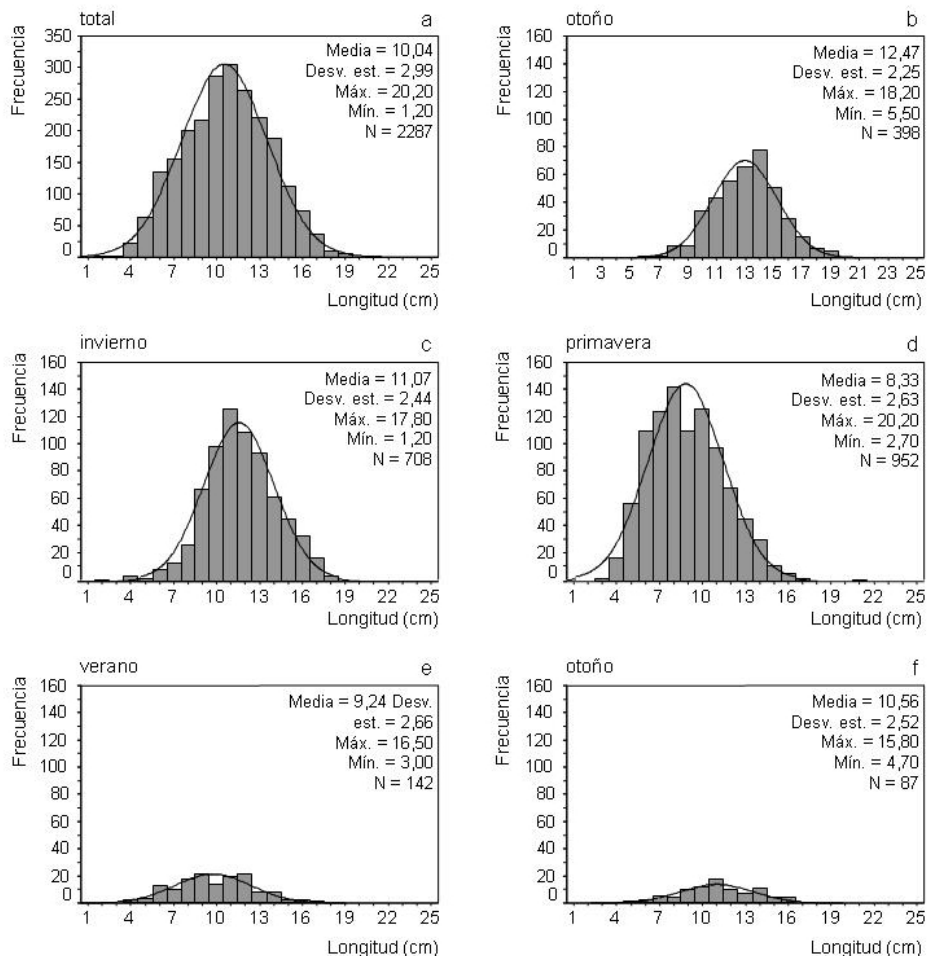 total a
Frecuencia
350
300
250
200
150
100
50
0
Media = 10,04
Desv. est. = 2,99
Máx. = 20,20
Mín. = 1,20
N = 2287
1 4 7 10 13 16 19 22 25
Longitud (cm)
otoño b
Frecuencia
160
140
120
100
80
60
40
20
0
Media = 12,47
Desv. est. = 2,25
Máx. = 18,20
Mín. = 5,50
N = 398
1 3 5 7 9 11 13 15 17 19 21 23 25
Longitud (cm)
invierno c
Frecuencia
160
140
120
100
80
60
40
20
0
Media = 11,07
Desv. est. = 2,44
Máx. = 17,80
Mín. = 1,20
N = 708
1 4 7 10 13 16 19 22 25
Longitud (cm)
primavera d
Frecuencia
160
140
120
100
80
60
40
20
0
Media = 8,33
Desv. est. = 2,63
Máx. = 20,20
Mín. = 2,70
N = 952
1 4 7 10 13 16 19 22 25
Longitud (cm)
verano e
Frecuencia
160
140
120
100
80
60
40
20
0
Media = 9,24 Desv.
est. = 2,66
Máx. = 16,50
Mín. = 3,00
N = 142
1 4 7 10 13 16 19 22 25
Longitud (cm)
otoño f
Frecuencia
160
140
120
100
80
60
40
20
0
Media = 10,56
Desv. est. = 2,52
Máx. = 15,80
Mín. = 4,70
N = 87
1 4 7 10 13 16 19 22 25
Longitud (cm)